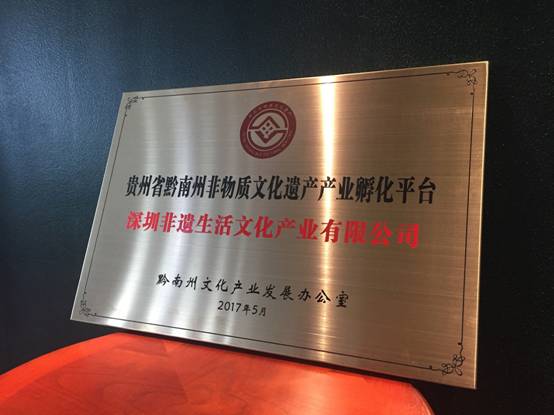 贵州省黔南州非物质文化遗产产业孵化平台
深圳非遗生活文化产业有限公司
黔南州文化产业发展办公室
2017年5月